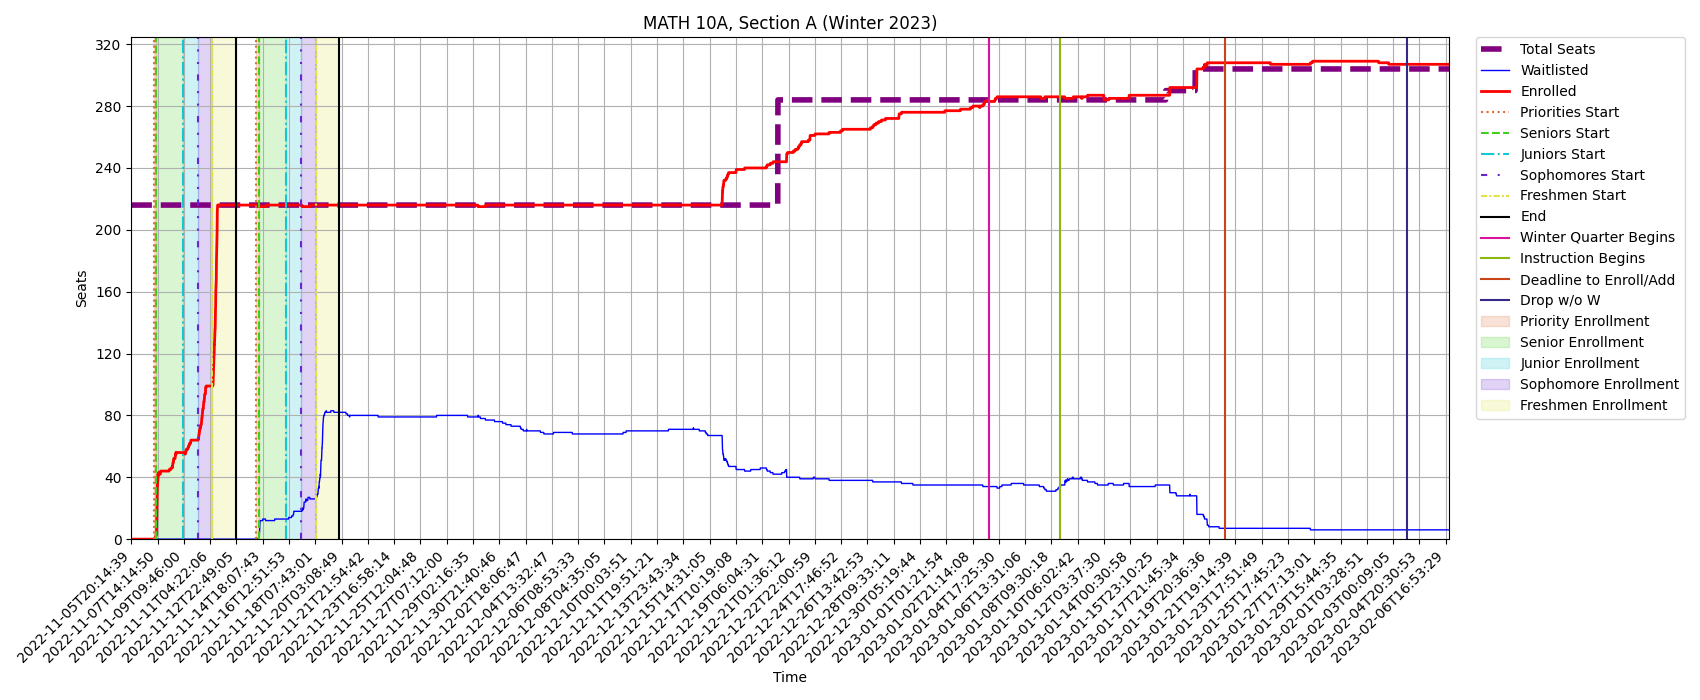 MATH 10A, Section A (Winter 2023)
320
280
240
200
160
120
80
40
0
Seats
2022-11-05T20:14:39
2022-11-07T14:14:50
2022-11-09T09:46:00
2022-11-11T04:22:06
2022-11-12T22:49:05
2022-11-14T18:07:43
2022-11-16T12:51:53
2022-11-18T07:43:01
2022-11-20T03:08:49
2022-11-21T21:54:42
2022-11-23T16:58:14
2022-11-25T12:04:48
2022-11-27T07:12:00
2022-11-29T02:16:35
2022-11-30T21:40:46
2022-12-02T18:06:47
2022-12-04T13:32:47
2022-12-06T08:53:33
2022-12-08T04:35:05
2022-12-10T00:03:51
2022-12-11T19:51:21
2022-12-13T23:43:34
2022-12-15T14:31:05
2022-12-17T10:19:08
2022-12-19T06:04:31
2022-12-21T01:36:12
2022-12-22T22:00:59
2022-12-24T17:46:52
2022-12-26T13:42:53
2022-12-28T09:33:11
2022-12-30T05:19:44
2023-01-01T01:21:54
2023-01-02T21:14:08
2023-01-04T17:25:30
2023-01-06T13:31:06
2023-01-08T09:30:18
2023-01-10T06:02:42
2023-01-12T03:37:30
2023-01-14T00:30:58
2023-01-15T23:10:25
2023-01-17T21:45:34
2023-01-19T20:36:36
2023-01-21T19:14:39
2023-01-23T17:51:49
2023-01-25T17:45:23
2023-01-27T17:13:01
2023-01-29T15:44:35
2023-02-01T03:28:51
2023-02-03T00:09:05
2023-02-04T20:30:53
2023-02-06T16:53:29
Time
Total Seats
Waitlisted
Enrolled
Priorities Start
Seniors Start
Juniors Start
Sophomores Start
Freshmen Start
End
Winter Quarter Begins
Instruction Begins
Deadline to Enroll/Add
Drop w/o W
Priority Enrollment
Senior Enrollment
Junior Enrollment
Sophomore Enrollment
Freshmen Enrollment